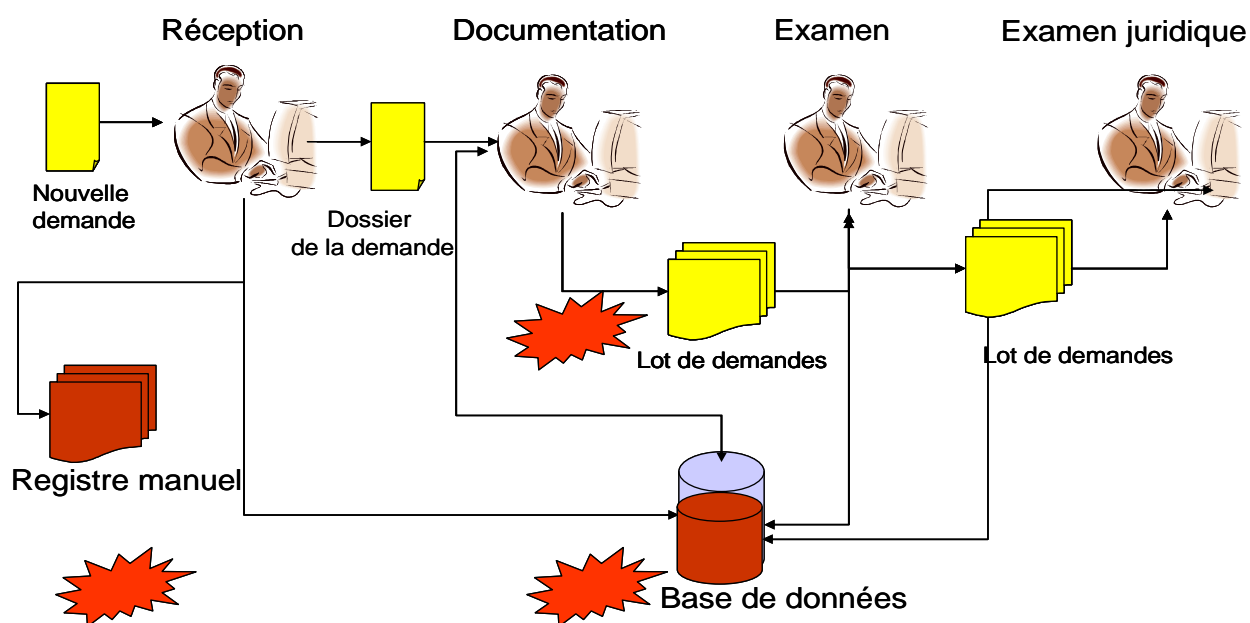 Réception
Documentation
Examen
Examen juridique
Nouvelle
demande
Dossier
de la demande
Lot de demandes
Lot de demandes
Registre manuel
Base de données